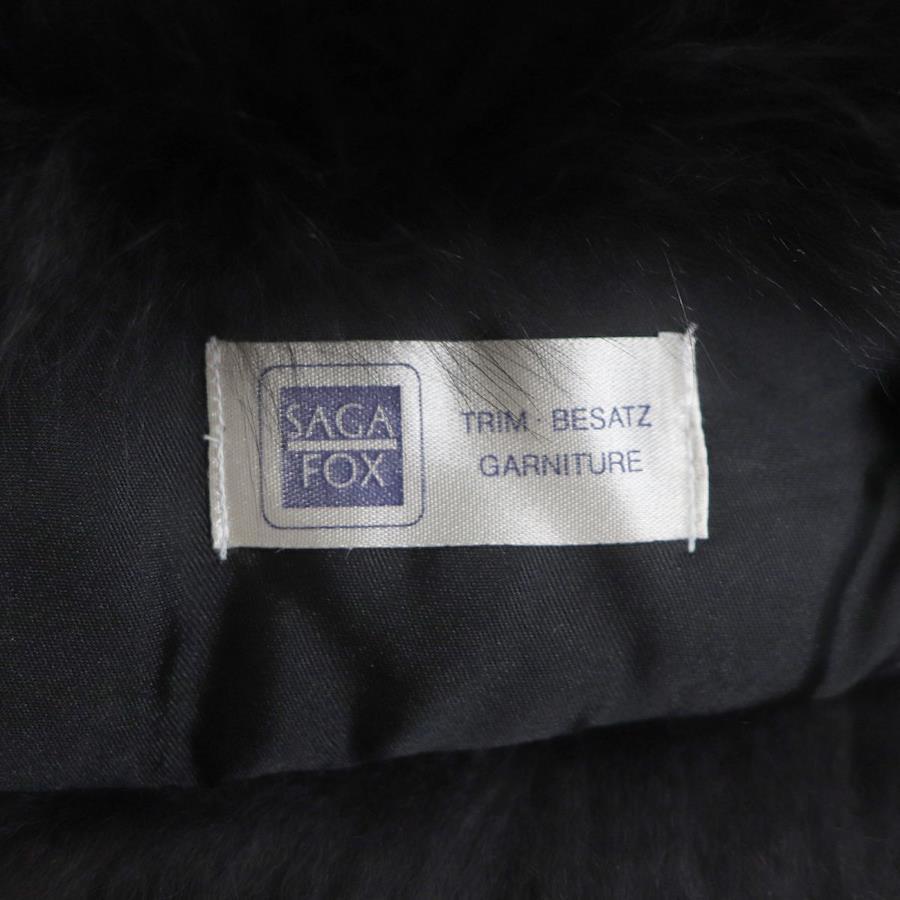 SAGA
FOX
TRIM · BESATZ
GARNITURE